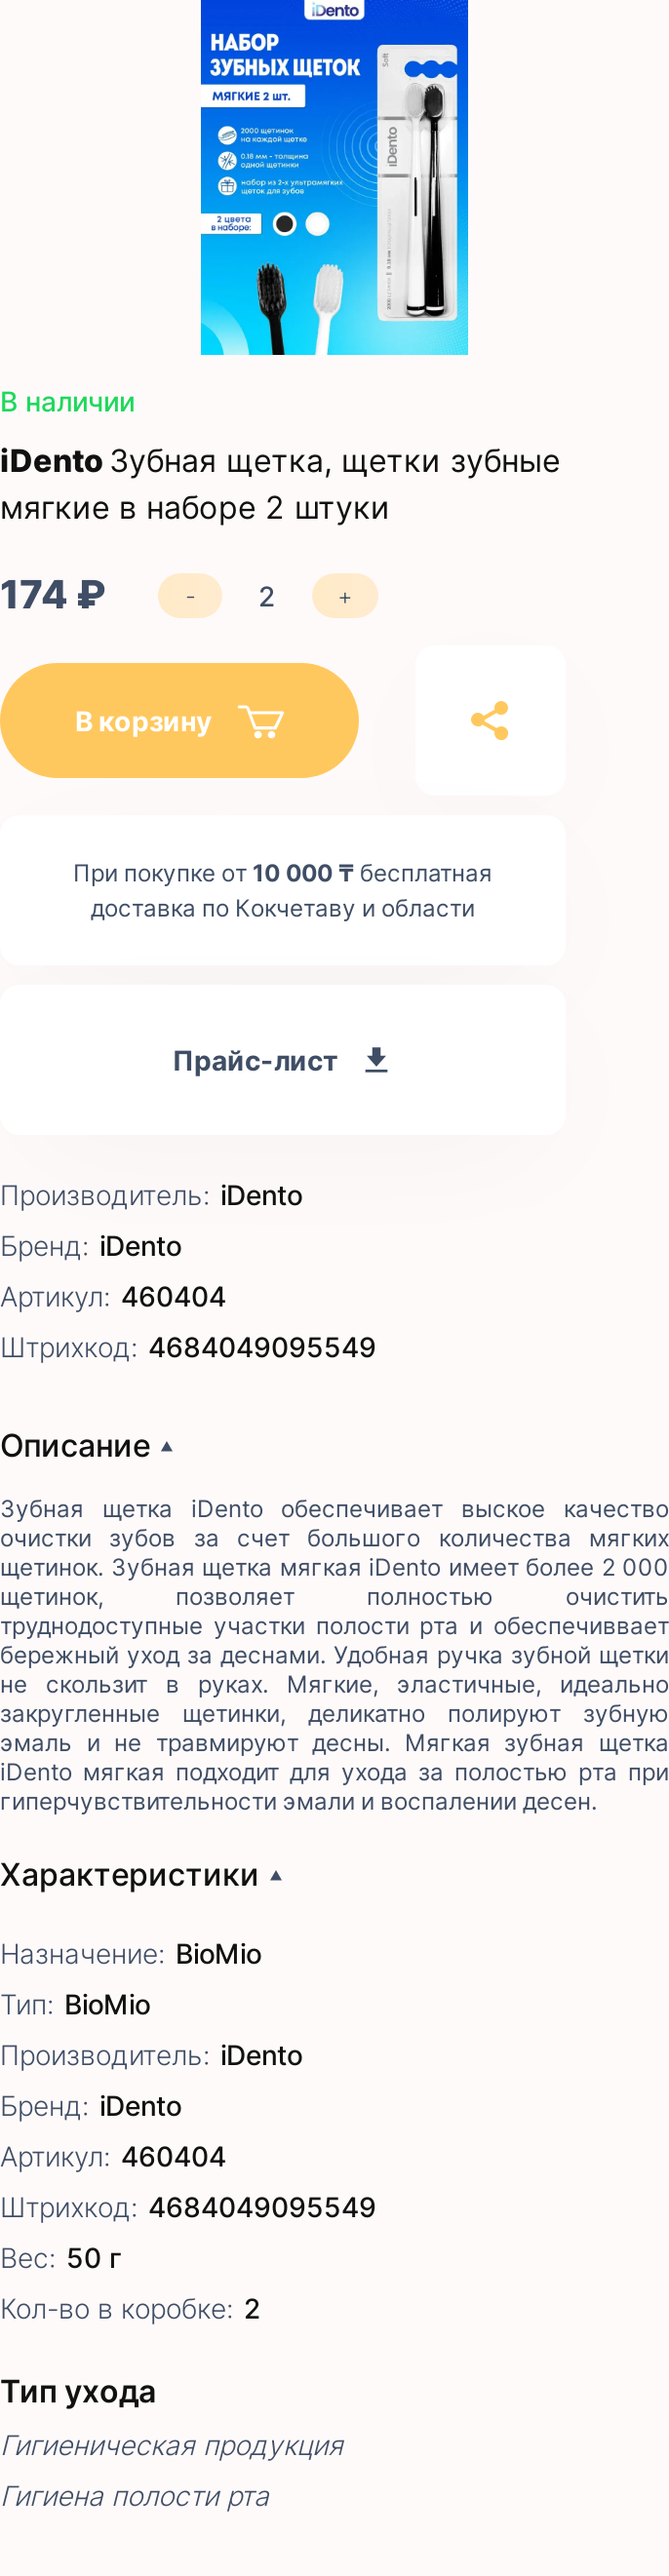 iDento
НАБОР
ЗУБНЫХ ЩЕТОК
МЯГКИЕ 2 шт.
2000 щетинок
на каждой щетке
0.18 мм - толщина
одной щетинки
набор из 2-х ультрамягких
щеток для зубов
2 цвета
в наборе:
Soft
iDento
В наличии
iDento Зубная щетка, щетки зубные
мягкие в наборе 2 штуки
174 ₽ - 2 +
В корзину
При покупке от 10 000 ₸ бесплатная
доставка по Кокчетаву и области
Прайс-лист
Производитель: iDento
Бренд: iDento
Артикул: 460404
Штрихкод: 4684049095549
Описание ▲
Зубная щетка iDento обеспечивает выское качество
очистки зубов за счет большого количества мягких
щетинок. Зубная щетка мягкая iDento имеет более 2 000
щетинок, позволяет полностью очистить
труднодоступные участки полости рта и обеспечиввает
бережный уход за деснами. Удобная ручка зубной щетки
не скользит в руках. Мягкие, эластичные, идеально
закругленные щетинки, деликатно полируют зубную
эмаль и не травмируют десны. Мягкая зубная щетка
iDento мягкая подходит для ухода за полостью рта при
гиперчувствительности эмали и воспалении десен.
Характеристики ▲
Назначение: BioMio
Тип: BioMio
Производитель: iDento
Бренд: iDento
Артикул: 460404
Штрихкод: 4684049095549
Вес: 50 г
Кол-во в коробке: 2
Тип ухода
Гигиеническая продукция
Гигиена полости рта